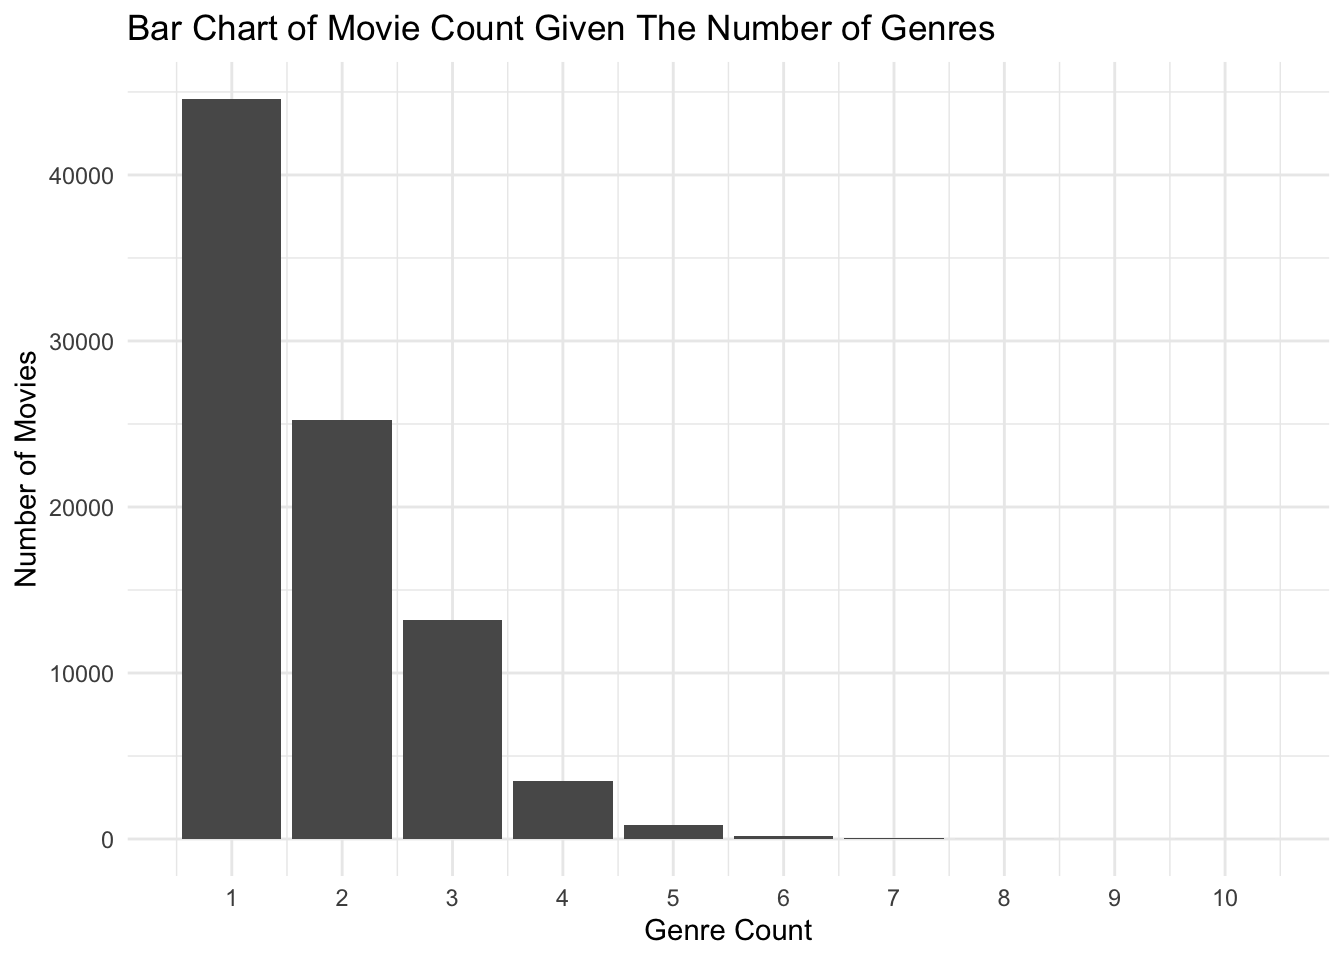 Bar Chart of Movie Count Given The Number of Genres
Number of Movies
40000
30000
20000
10000
0
1 2 3 4 5 6 7 8 9 10
Genre Count